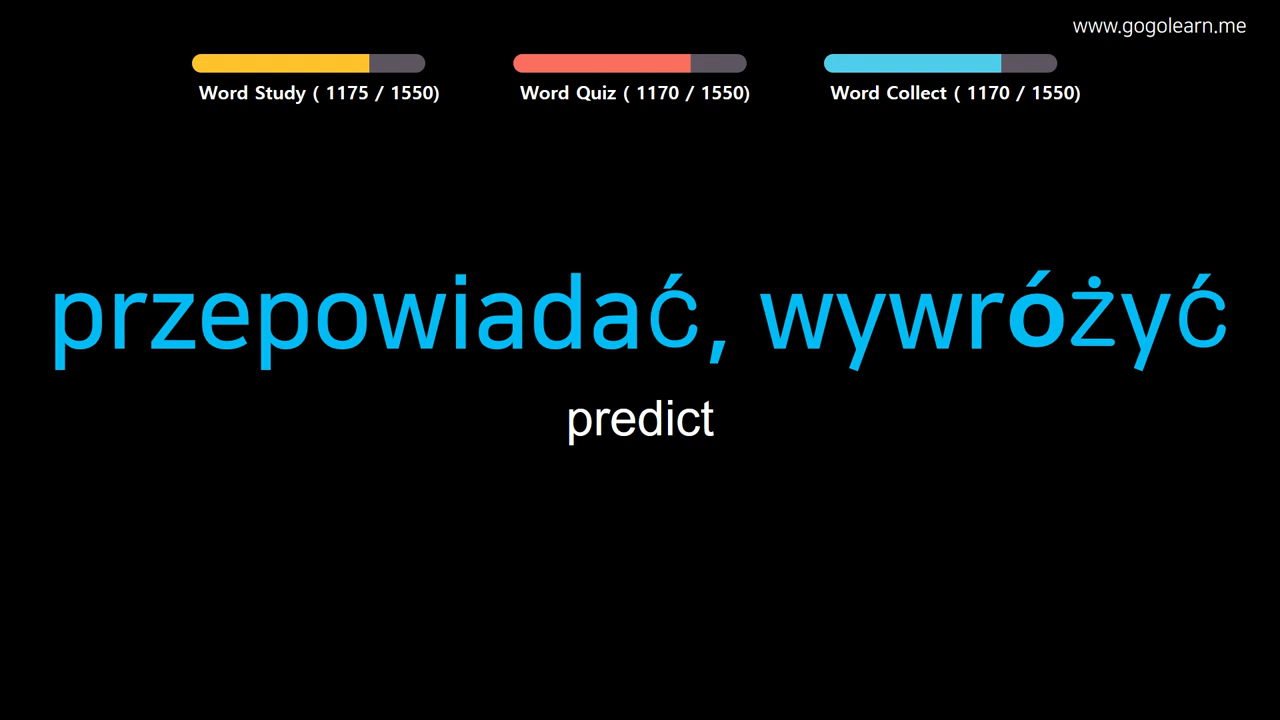 www.gogolearn.me
Word Study ( 1175 / 1550)
Word Quiz ( 1170 / 1550)
Word Collect ( 1170 / 1550)
przepowiadać, wywróżyć
predict